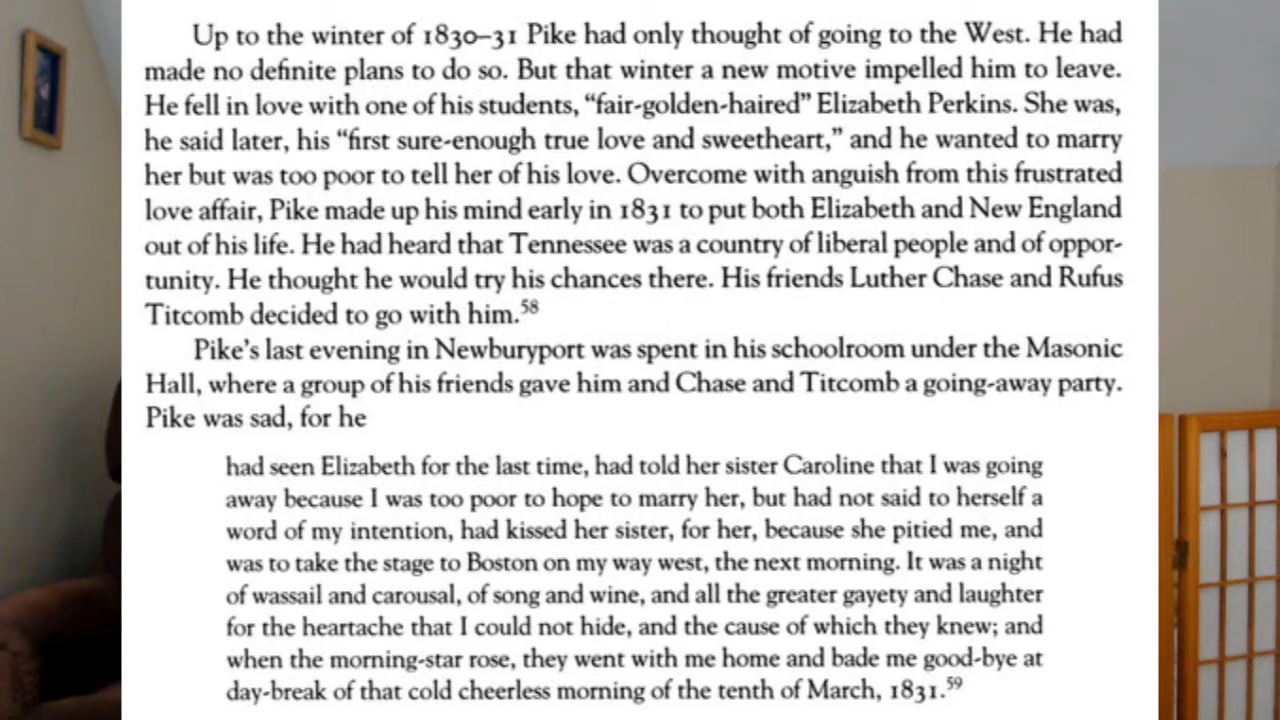 Up to the winter of 1830–31 Pike had only thought of going to the West. He had
made no definite plans to do so. But that winter a new motive impelled him to leave.
He fell in love with one of his students, “fair-golden-haired” Elizabeth Perkins. She was,
he said later, his “first sure-enough true love and sweetheart,” and he wanted to marry
her but was too poor to tell her of his love. Overcome with anguish from this frustrated
love affair, Pike made up his mind early in 1831 to put both Elizabeth and New England
out of his life. He had heard that Tennessee was a country of liberal people and of oppor-
tunity. He thought he would try his chances there. His friends Luther Chase and Rufus
Titcomb decided to go with him.58
Pike’s last evening in Newburyport was spent in his schoolroom under the Masonic
Hall, where a group of his friends gave him and Chase and Titcomb a going-away party.
Pike was sad, for he
had seen Elizabeth for the last time, had told her sister Caroline that I was going
away because I was too poor to hope to marry her, but had not said to herself a
word of my intention, had kissed her sister, for her, because she pitied me, and
was to take the stage to Boston on my way west, the next morning. It was a night
of wassail and carousal, of song and wine, and all the greater gayety and laughter
for the heartache that I could not hide, and the cause of which they knew; and
when the morning-star rose, they went with me home and bade me good-bye at
day-break of that cold cheerless morning of the tenth of March, 1831.59